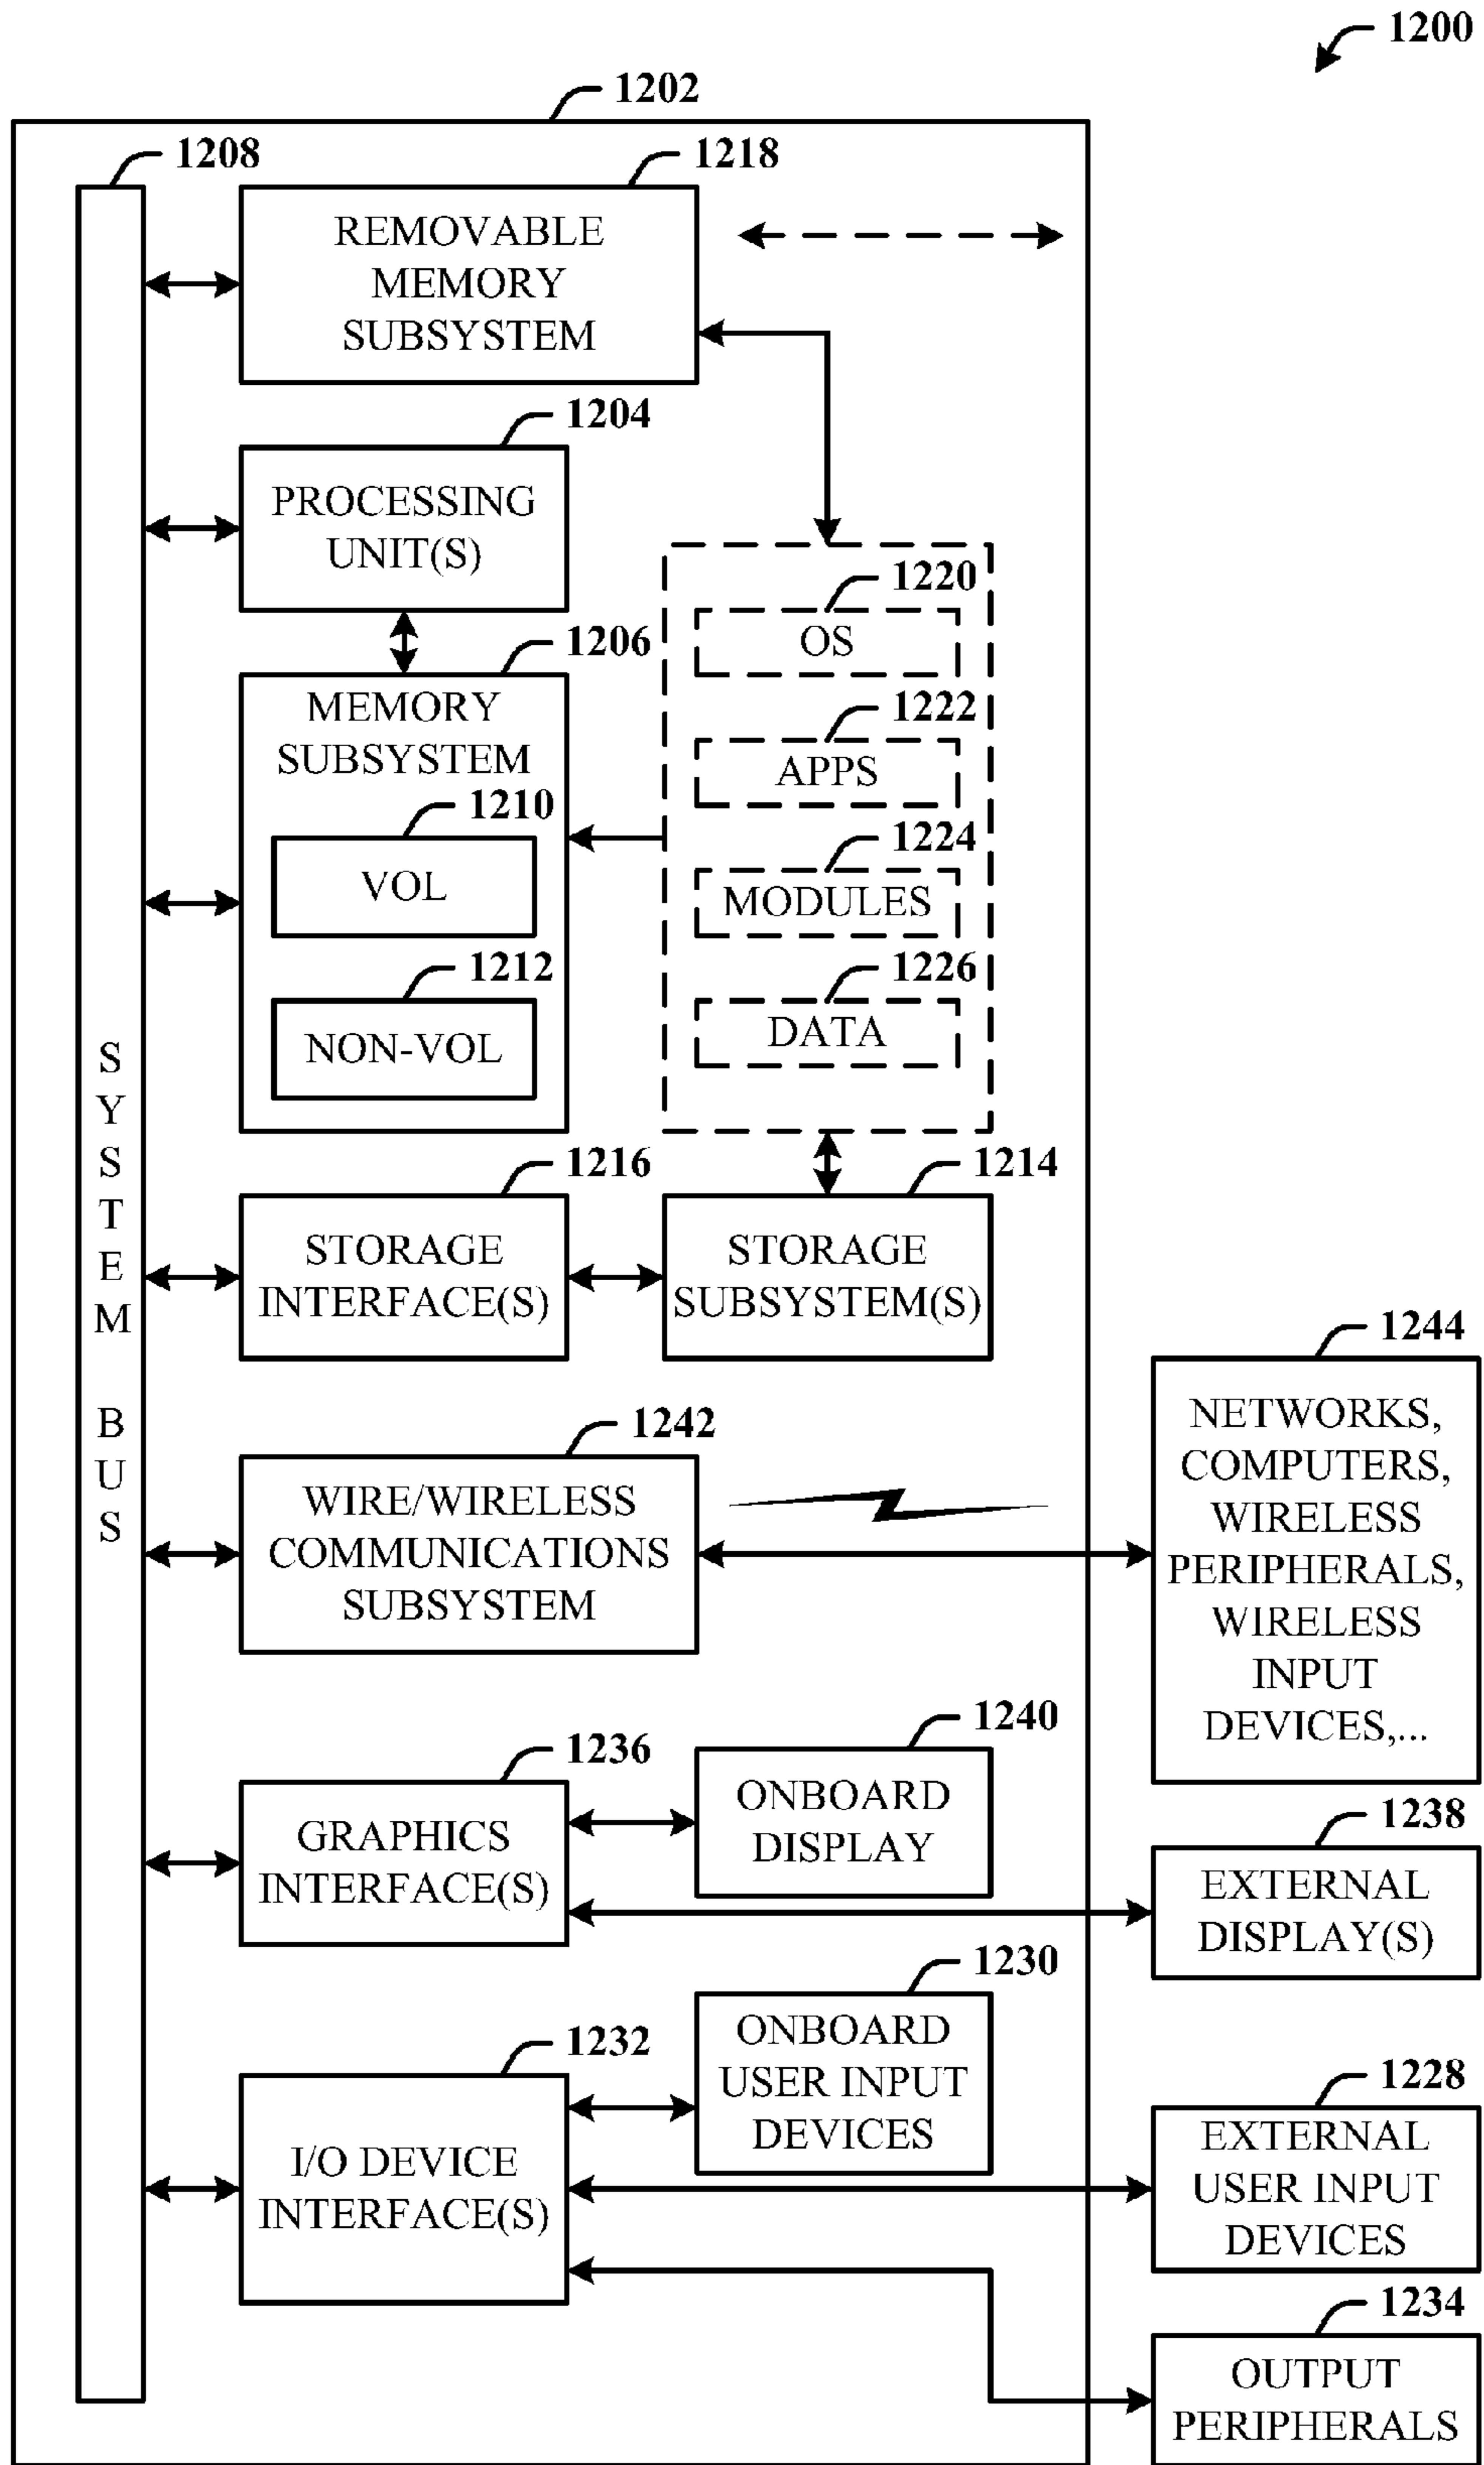 1200
1202
1208
1218
REMOVABLE
MEMORY
SUBSYSTEM
1204
PROCESSING
UNIT(S)
1220
OS
1206
MEMORY
SUBSYSTEM
1222
APPS
1210
VOL
1224
MODULES
1212
NON-VOL
1226
DATA
SYSTEM BUS
1216
STORAGE
INTERFACE(S)
1214
STORAGE
SUBSYSTEM(S)
1244
NETWORKS,
COMPUTERS,
WIRELESS
PERIPHERALS,
WIRELESS
INPUT
DEVICES,...
1242
WIRE/WIRELESS
COMMUNICATIONS
SUBSYSTEM
1240
ONBOARD
DISPLAY
1236
GRAPHICS
INTERFACE(S)
1238
EXTERNAL
DISPLAY(S)
1230
ONBOARD
USER INPUT
DEVICES
1232
I/O DEVICE
INTERFACE(S)
1228
EXTERNAL
USER INPUT
DEVICES
1234
OUTPUT
PERIPHERALS